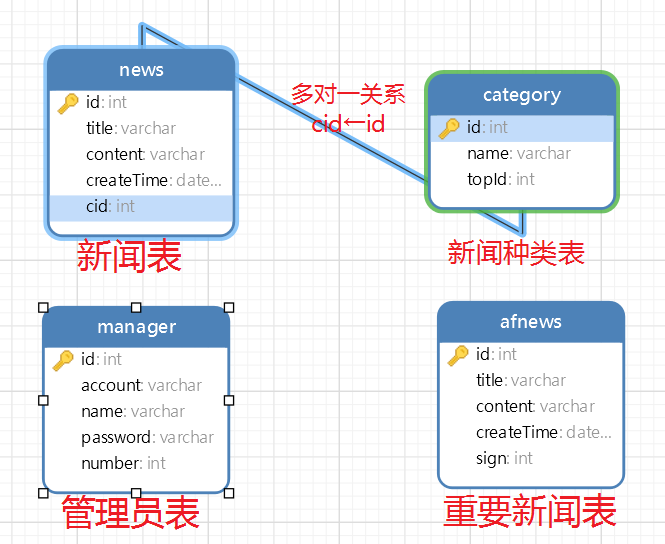 news
id: int
title: varchar
content: varchar
createTime: date...
cid: int
新闻表
多对一关系
cid←id
category
id: int
name: varchar
topId: int
新闻种类表
manager
id: int
account: varchar
name: varchar
password: varchar
number: int
管理员表
afnews
id: int
title: varchar
content: varchar
createTime: date...
sign: int
重要新闻表